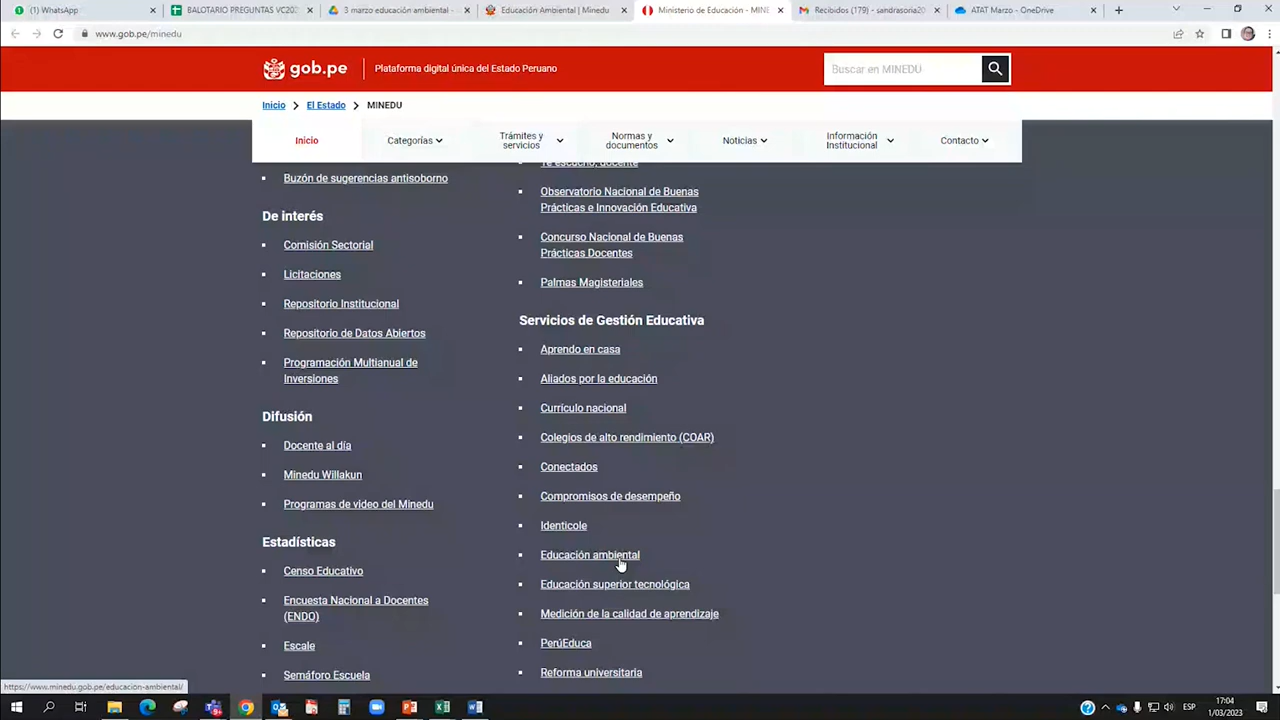 (1) WhatsApp
BALOTARIO PREGUNTAS VC202
3 marzo educación ambiental -
Educación Ambiental | Minedu
Ministerio de Educación - MINE
Recibidos (179) - sandrasoria20
ATAT Marzo - OneDrive
www.gob.pe/minedu
gob.pe
Plataforma digital única del Estado Peruano
Buscar en MINEDU
Inicio
El Estado
MINEDU
Inicio
Categorías
Trámites y
servicios
Normas y
documentos
Noticias
Información
Institucional
Contacto
Buzón de sugerencias antisoborno
De interés
Comisión Sectorial
Licitaciones
Repositorio Institucional
Repositorio de Datos Abiertos
Programación Multianual de
Inversiones
Difusión
Docente al día
Minedu Willakun
Programas de video del Minedu
Estadísticas
Censo Educativo
Encuesta Nacional a Docentes
(ENDO)
Escale
Semáforo Escuela
Te escucho, docente
Observatorio Nacional de Buenas
Prácticas e Innovación Educativa
Concurso Nacional de Buenas
Prácticas Docentes
Palmas Magisteriales
Servicios de Gestión Educativa
Aprendo en casa
Aliados por la educación
Currículo nacional
Colegios de alto rendimiento (COAR)
Conectados
Compromisos de desempeño
Identicole
Educación ambiental
Educación superior tecnológica
Medición de la calidad de aprendizaje
PerúEduca
Reforma universitaria
https://www.minedu.gob.pe/educacion-ambiental/
ESP
17:04
1/03/2023